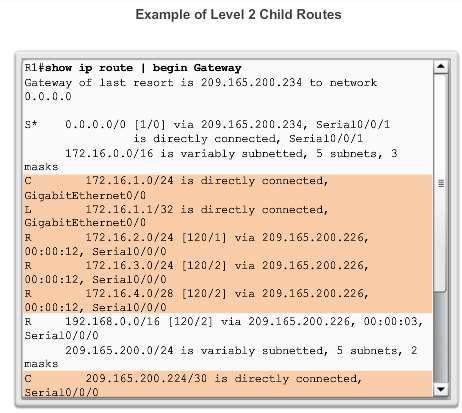 Example of Level 2 Child Routes
R1#show ip route | begin Gateway
Gateway of last resort is 209.165.200.234 to network
0.0.0.0
S* 0.0.0.0/0 [1/0] via 209.165.200.234, Serial0/0/1
is directly connected, Serial0/0/1
172.16.0.0/16 is variably subnetted, 5 subnets, 3
masks
C 172.16.1.0/24 is directly connected,
GigabitEthernet0/0
L 172.16.1.1/32 is directly connected,
GigabitEthernet0/0
R 172.16.2.0/24 [120/1] via 209.165.200.226,
00:00:12, Serial0/0/0
R 172.16.3.0/24 [120/2] via 209.165.200.226,
00:00:12, Serial0/0/0
R 172.16.4.0/28 [120/2] via 209.165.200.226,
00:00:12, Serial0/0/0
R 192.168.0.0/16 [120/2] via 209.165.200.226, 00:00:03,
Serial0/0/0
209.165.200.0/24 is variably subnetted, 5 subnets, 2
masks
C 209.165.200.224/30 is directly connected,
Serial0/0/0